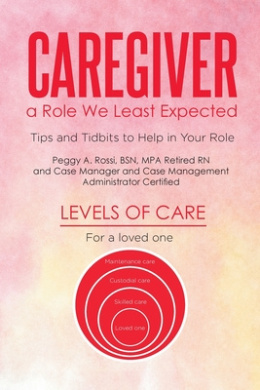 CAREGIVER
a Role We Least Expected
Tips and Tidbits to Help in Your Role
Peggy A. Rossi, BSN, MPA Retired RN
and Case Manager and Case Management
Administrator Certified
LEVELS OF CARE
For a loved one
Maintenance care
Custodial care
Skilled care
Loved one